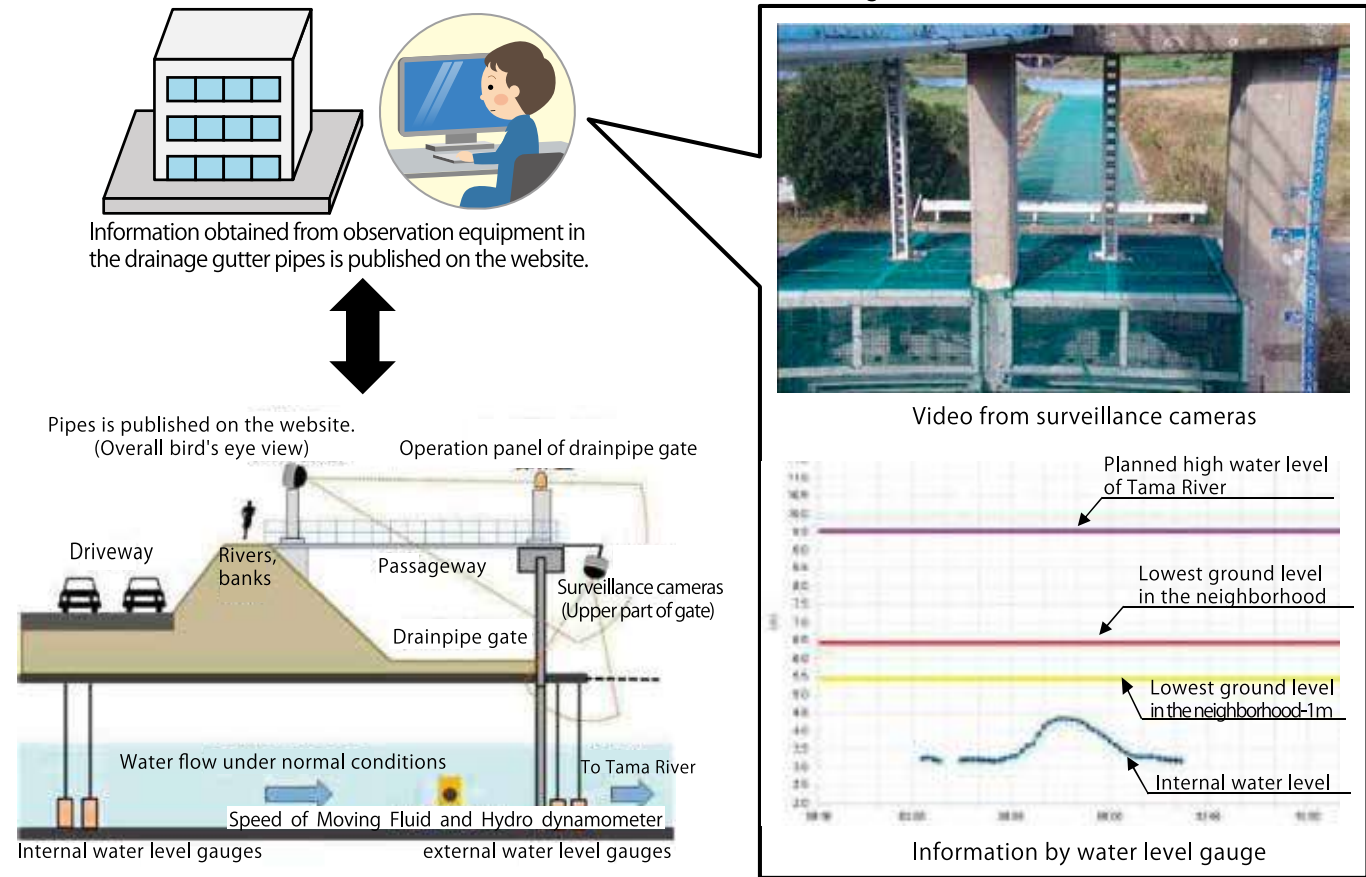 Information obtained from observation equipment in
the drainage gutter pipes is published on the website.
Pipes is published on the website.
(Overall bird's eye view)
Operation panel of drainpipe gate
Driveway
Rivers,
banks
Passageway
Surveillance cameras
(Upper part of gate)
Drainpipe gate
Water flow under normal conditions
To Tama River
Speed of Moving Fluid and Hydro dynamometer
Internal water level gauges
external water level gauges
Video from surveillance cameras
Planned high water level
of Tama River
Lowest ground level
in the neighborhood
Lowest ground level
in the neighborhood-1m
Internal water level
Information by water level gauge